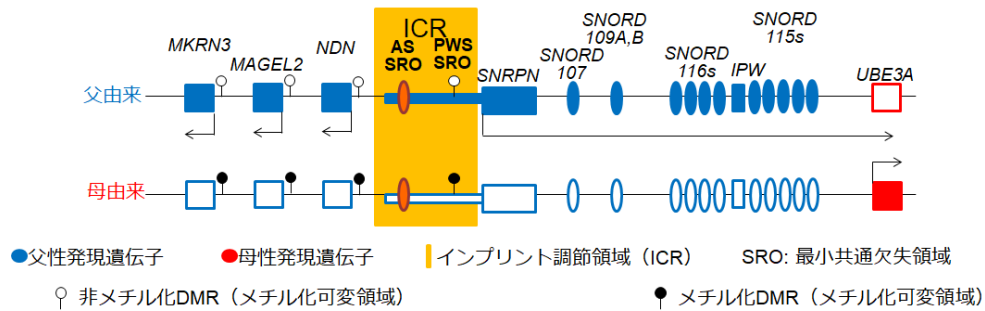 ICR
SNORD
SNORD
109A,B
SNORD
115s
MKRN3
MAGEL2
NDN
AS
SRO
PWS
SRO
SNRPN
SNORD
107
SNORD
116s
IPW
UBE3A
父由来
母由来
父性発現遺伝子
母性発現遺伝子
インプリント調節領域（ICR）
SRO: 最小共通欠失領域
非メチル化DMR（メチル化可変領域）
メチル化DMR（メチル化可変領域）